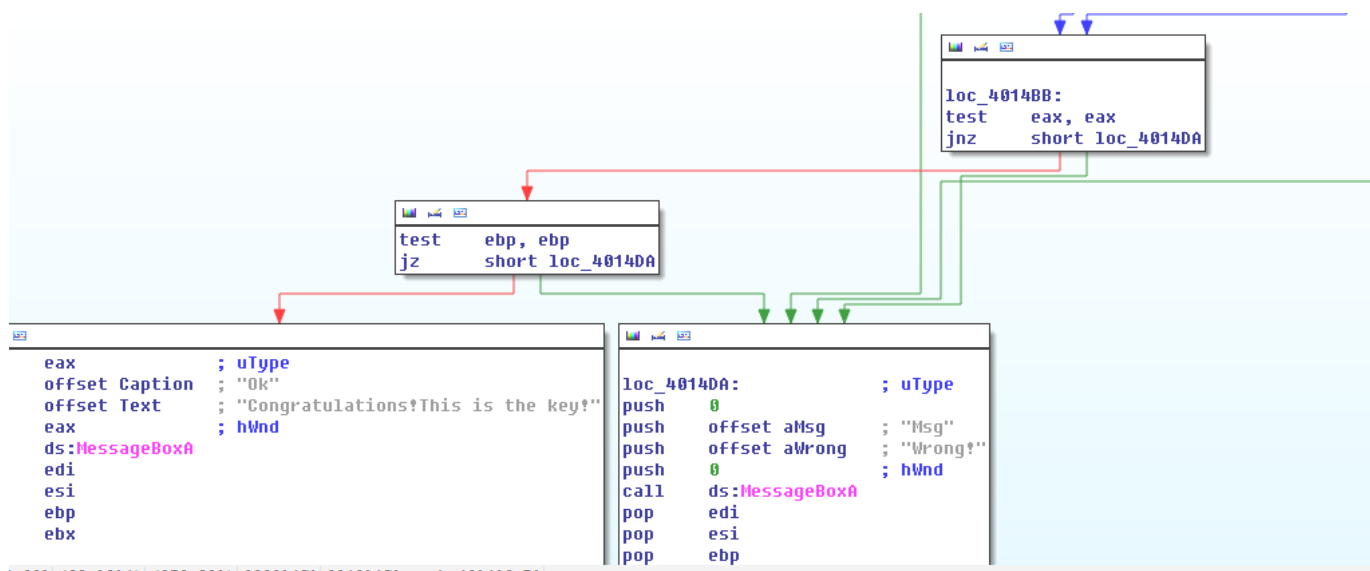 loc_4014BB:
test eax, eax
jnz short loc_4014DA
test ebp, ebp
jz short loc_4014DA
eax ; uType
offset Caption ; "Ok"
offset Text ; "Congratulations!This is the key!"
eax ; hWnd
ds:MessageBoxA
edi
esi
ebp
ebx
loc_4014DA: ; uType
push 0
push offset aMsg ; "Msg"
push offset aWrong ; "Wrong!"
push 0 ; hWnd
call ds:MessageBoxA
pop edi
pop esi
pop ebp